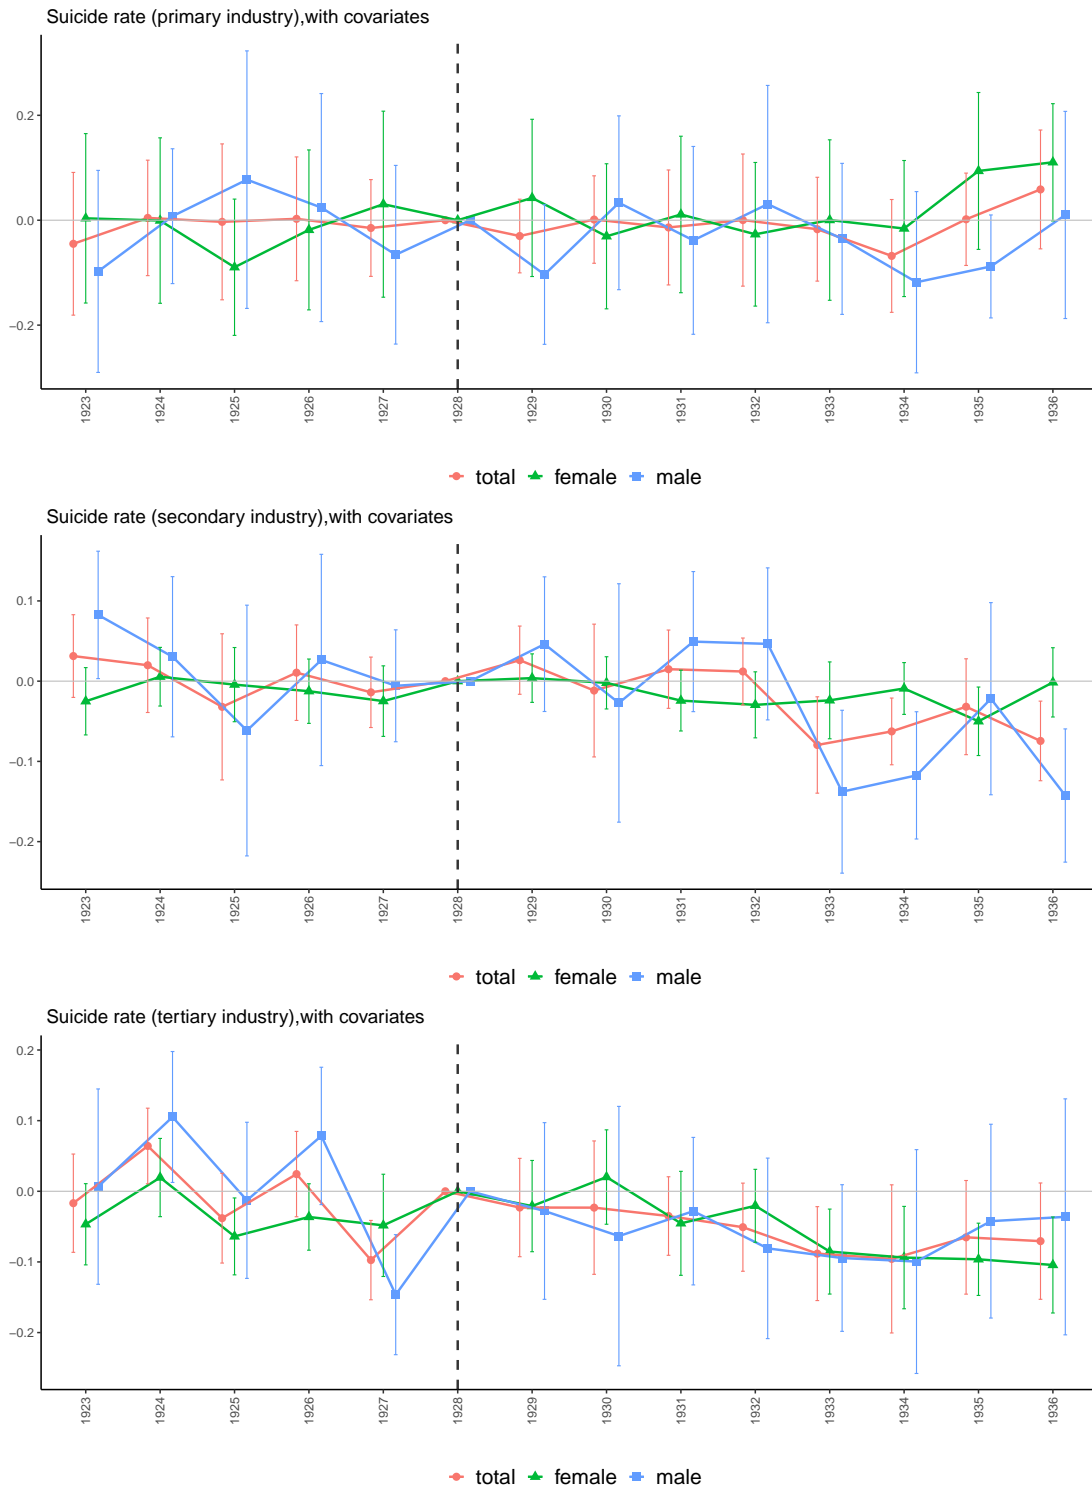 Suicide rate (primary industry),with covariates
0.2
0.0
−0.2
1923 1924 1925 1926 1927 1928 1929 1930 1931 1932 1933 1934 1935 1936
total female male
Suicide rate (secondary industry),with covariates
0.1
0.0
−0.1
−0.2
1923 1924 1925 1926 1927 1928 1929 1930 1931 1932 1933 1934 1935 1936
total female male
Suicide rate (tertiary industry),with covariates
0.2
0.1
0.0
−0.1
−0.2
1923 1924 1925 1926 1927 1928 1929 1930 1931 1932 1933 1934 1935 1936
total female male